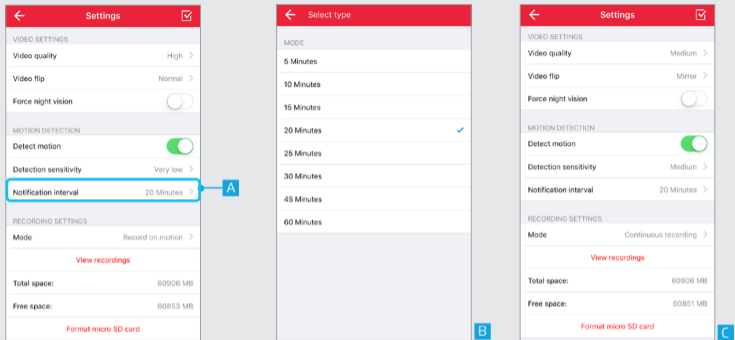 Settings
VIDEO SETTINGS
Video quality High
Video flip Normal
Force night vision
MOTION DETECTION
Detect motion
Detection sensitivity Very low
Notification interval 20 Minutes
A
RECORDING SETTINGS
Mode Record on motion
View recordings
Total space: 60906 MB
Free space: 60853 MB
Format micro SD card
Select type
MODE
5 Minutes
10 Minutes
15 Minutes
20 Minutes
25 Minutes
30 Minutes
45 Minutes
60 Minutes
B
Settings
VIDEO SETTINGS
Video quality Medium
Video flip Mirror
Force night vision
MOTION DETECTION
Detect motion
Detection sensitivity Medium
Notification interval 20 Minutes
RECORDING SETTINGS
Mode Continuous recording
View recordings
Total space: 60906 MB
Free space: 60851 MB
Format micro SD card
C